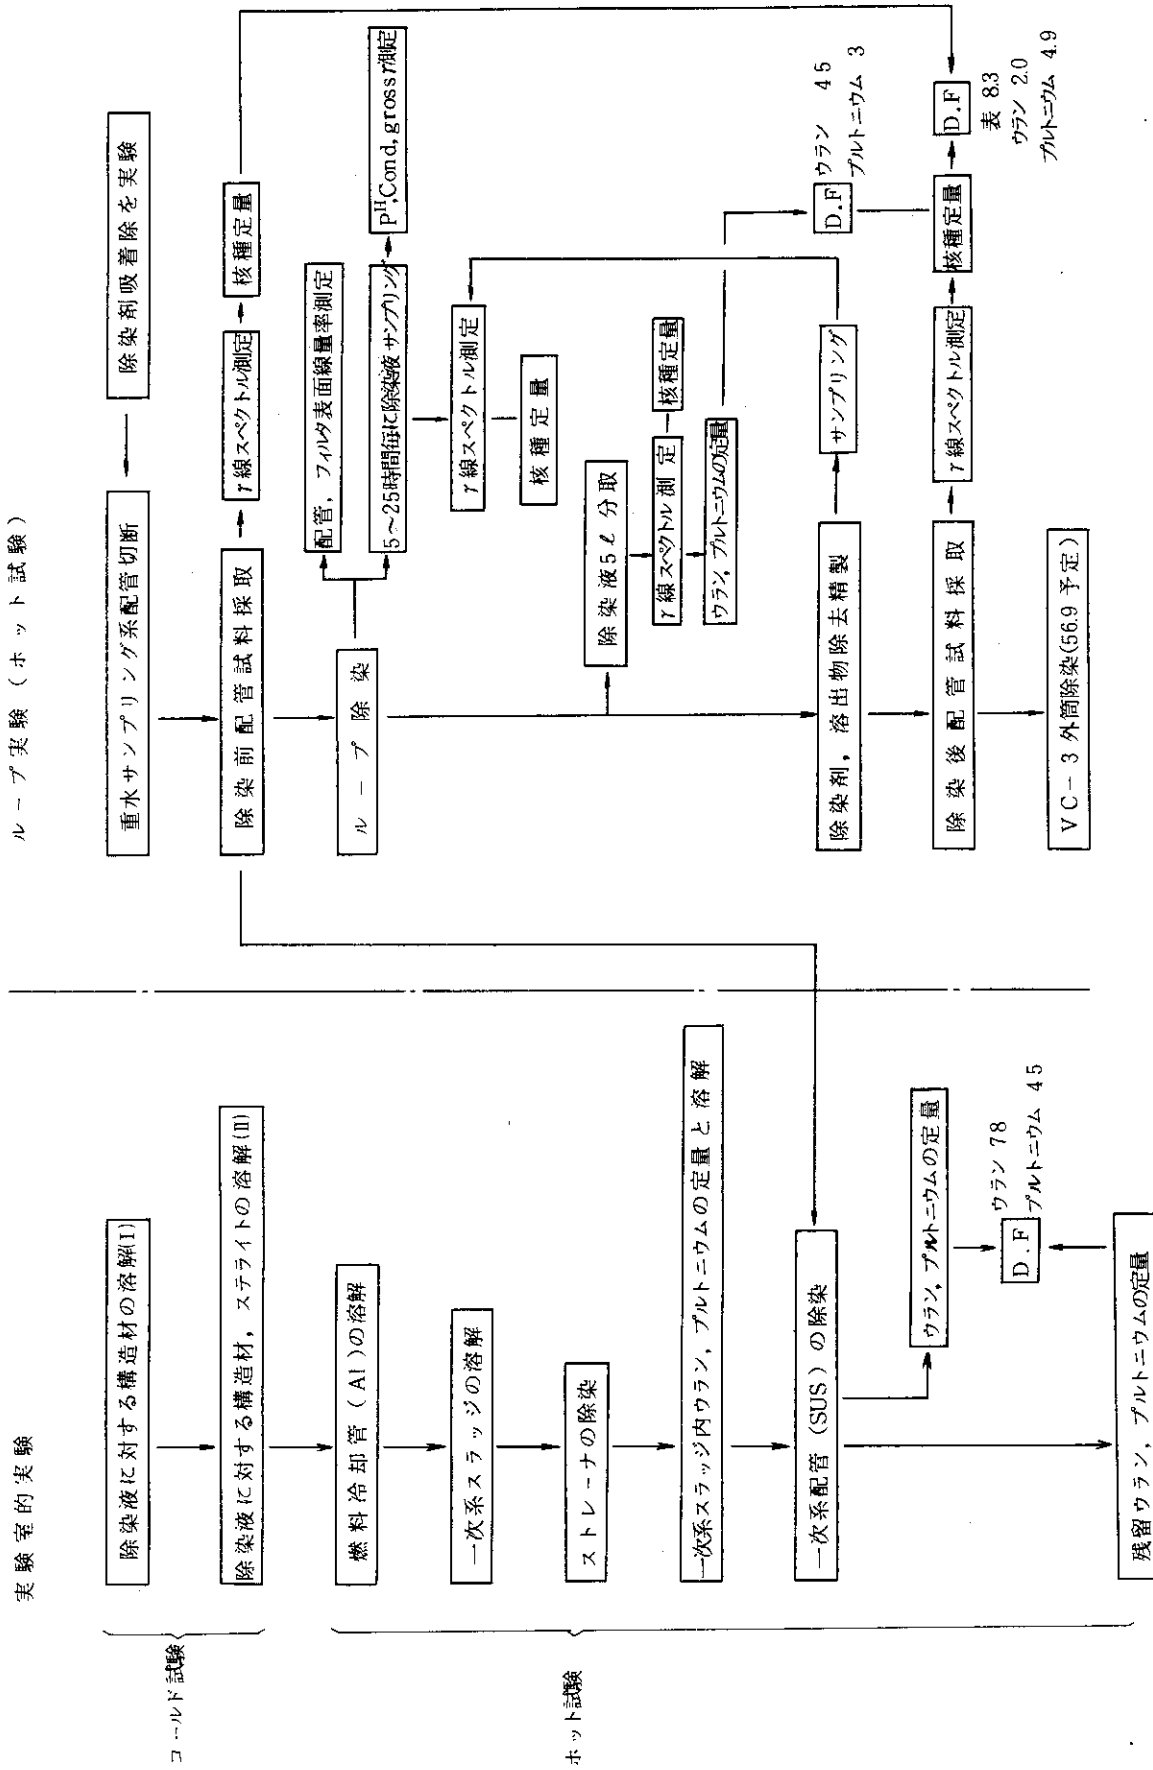 実験室的実験
コールド試験
除染液に対する構造材の溶解(I)
除染液に対する構造材，ステライトの溶解(II)
ホット試験
燃料冷却管（Al）の溶解
一次系スラッジの溶解
ストレーナの除染
一次系スラッジ内ウラン，プルトニウムの定量と溶解
一次系配管（SUS）の除染
ウラン，プルトニウムの定量
D.F
ウラン 78
プルトニウム 45
残留ウラン，プルトニウムの定量
ループ実験（ホット試験）
除染剤吸着除を実験
重水サンプリング系配管切断
除染前配管試料採取
γ線スペクトル測定
核種定量
ループ除染
配管，フィルタ表面線量率測定
5～25時間毎に除染液サンプリング
PH,Cond,grossγ測定
γ線スペクトル測定
核種定量
除染液5ℓ分取
γ線スペクトル測定
核種定量
ウラン，プルトニウムの定量
D.F
ウラン 45
プルトニウム 3
除染剤，溶出物除去精製
サンプリング
除染後配管試料採取
γ線スペクトル測定
核種定量
D.F
表 8.3
ウラン 2.0
プルトニウム 4.9
VC－3外筒除染(56.9予定)